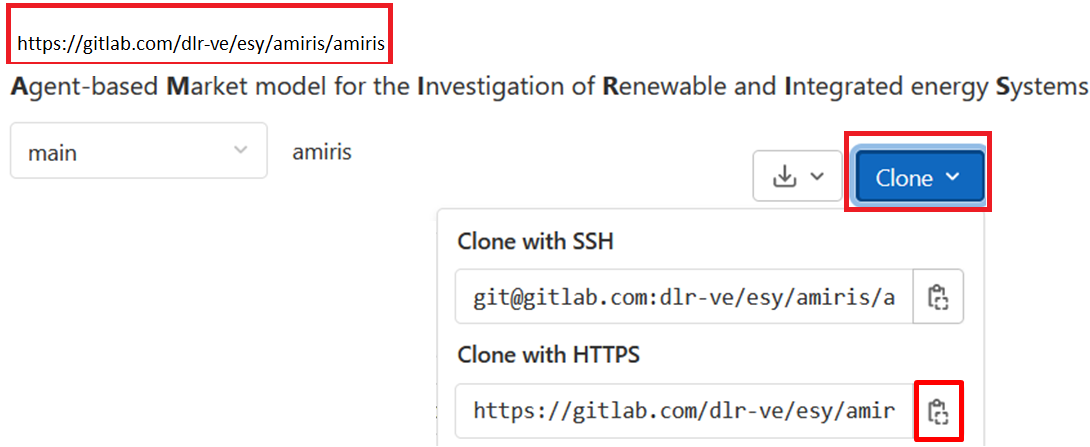 https://gitlab.com/dlr-ve/esy/amiris/amiris
Agent-based Market model for the Investigation of Renewable and Integrated energy Systems
main
amiris
Clone
Clone with SSH
git@gitlab.com:dlr-ve/esy/amiris/a
Clone with HTTPS
https://gitlab.com/dlr-ve/esy/amir